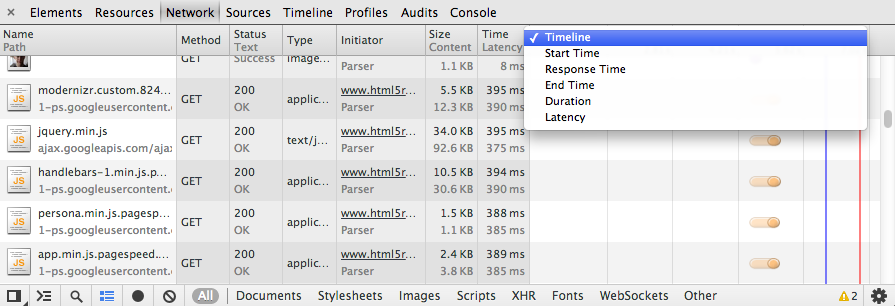 × Elements Resources Network Sources Timeline Profiles Audits Console
Name Method Status Type Initiator Size Time ✓ Timeline
Path Text Content Latency
Start Time
Response Time
End Time
Duration
Latency
GET Success image... Parser 1.1 KB 8 ms
modernizr.custom.824... GET 200 applic... www.html5r... 5.5 KB 395 ms
1-ps.googleusercontent.c OK Parser 12.3 KB 390 ms
jquery.min.js GET 200 text/j... www.html5r... 34.0 KB 395 ms
ajax.googleapis.com/ajax OK Parser 92.6 KB 375 ms
handlebars-1.min.js.p... GET 200 applic... www.html5r... 10.5 KB 394 ms
1-ps.googleusercontent.c OK Parser 30.6 KB 390 ms
persona.min.js.pagesp... GET 200 applic... www.html5r... 1.5 KB 388 ms
1-ps.googleusercontent.c OK Parser 1.1 KB 385 ms
app.min.js.pagespeed.... GET 200 applic... www.html5r... 2.4 KB 389 ms
1-ps.googleusercontent.c OK Parser 3.8 KB 385 ms
All Documents Stylesheets Images Scripts XHR Fonts WebSockets Other 2